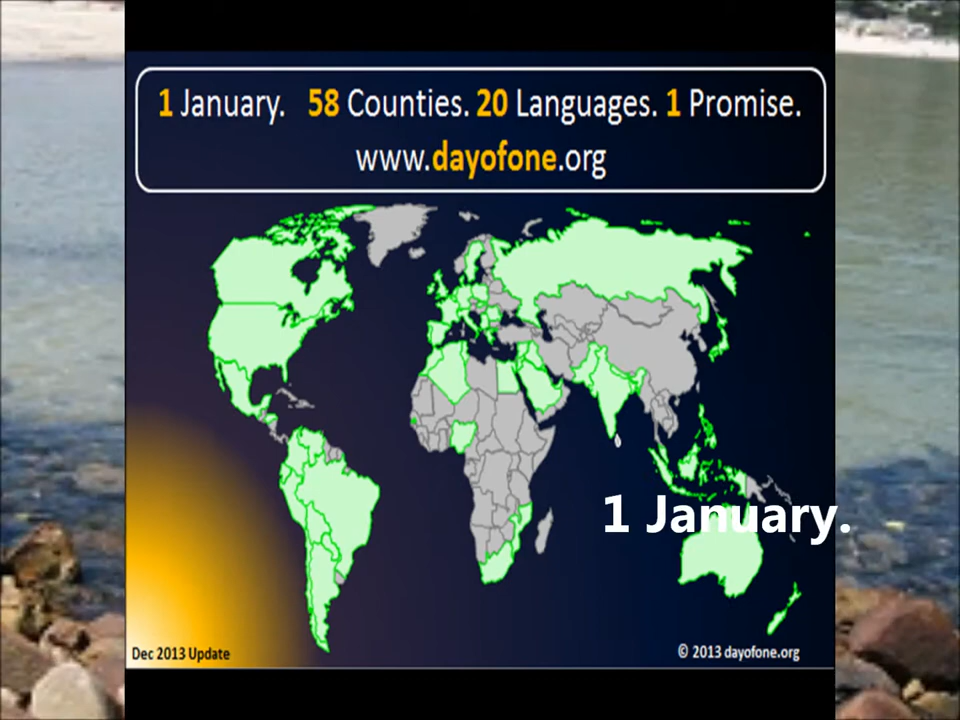 1 January. 58 Counties. 20 Languages. 1 Promise.
www.dayofone.org
1 January.
Dec 2013 Update
© 2013 dayofone.org